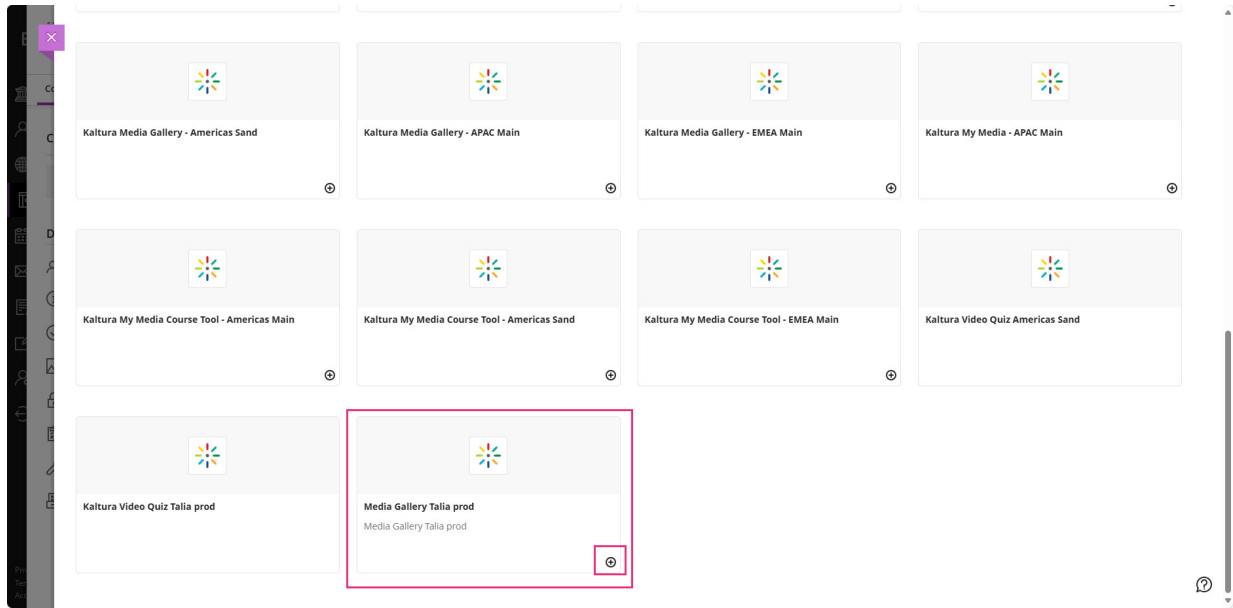 Co
C
Kaltura Media Gallery - Americas Sand
Kaltura Media Gallery - APAC Main
Kaltura Media Gallery - EMEA Main
Kaltura My Media - APAC Main
D
Kaltura My Media Course Tool - Americas Main
Kaltura My Media Course Tool - Americas Sand
Kaltura My Media Course Tool - EMEA Main
Kaltura Video Quiz Americas Sand
Kaltura Video Quiz Talia prod
Media Gallery Talia prod
Media Gallery Talia prod